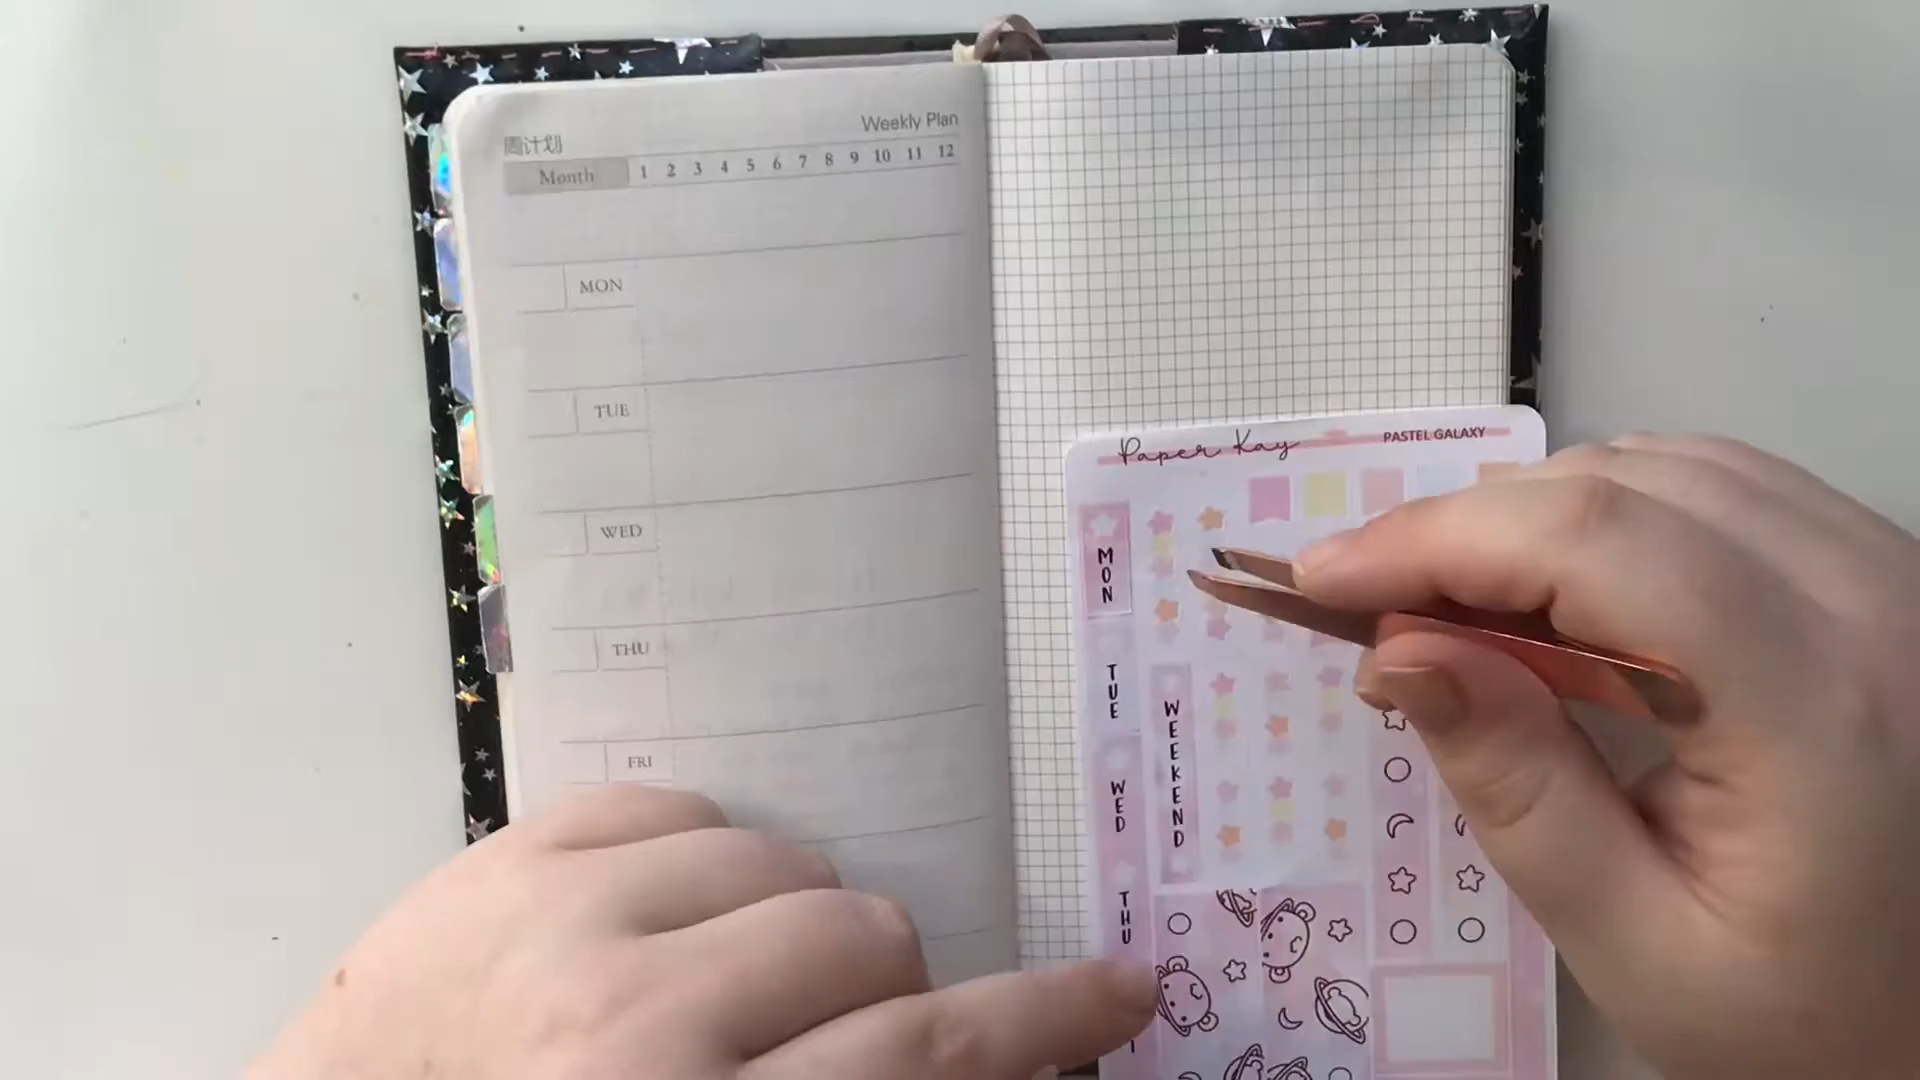 周计划
Weekly Plan
Month 1 2 3 4 5 6 7 8 9 10 11 12
MON
TUE
WED
THU
FRI
Paper Kay
PASTEL GALAXY
MON
TUE
WED
THU
WEEKEND